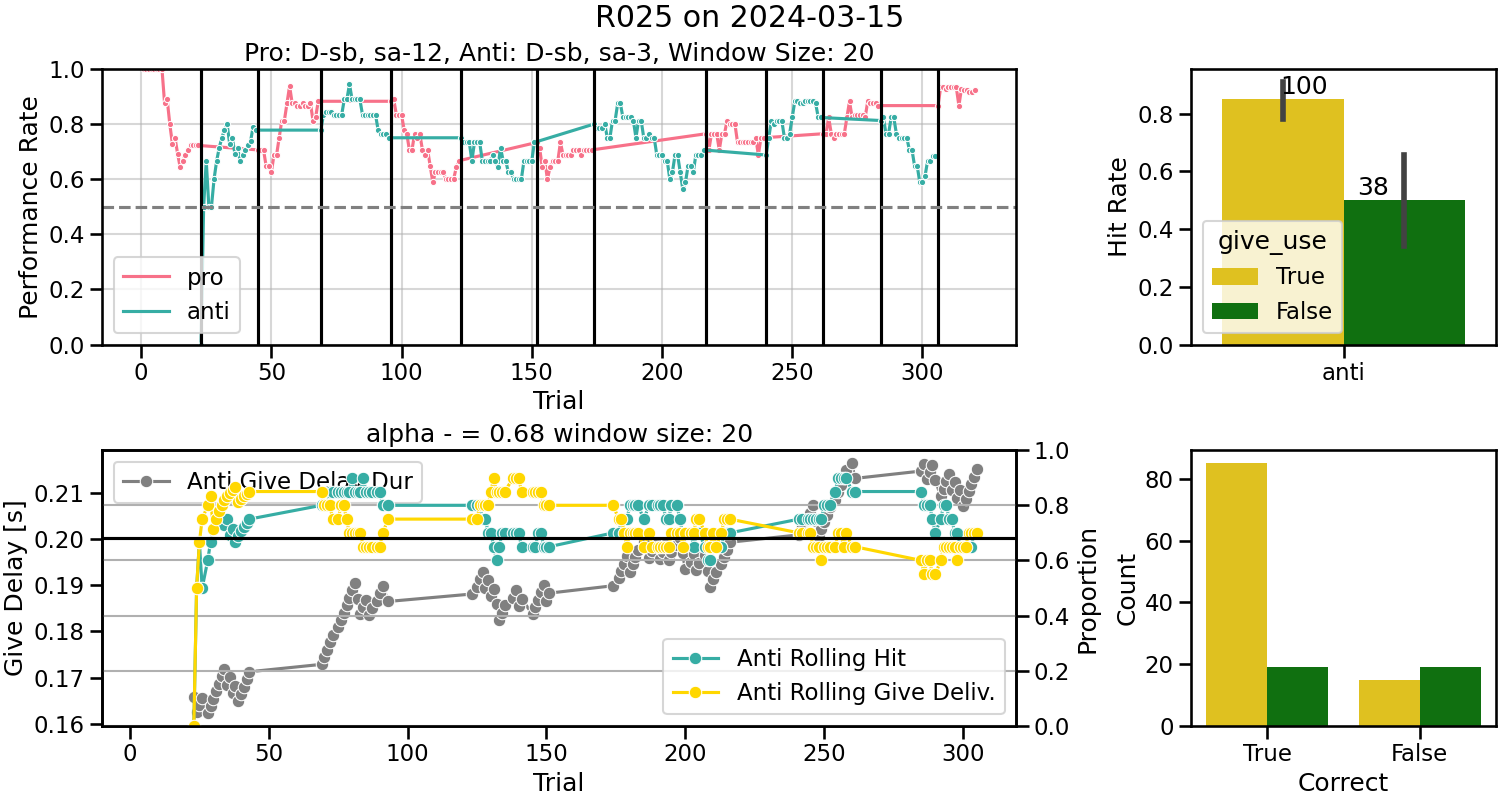 R025 on 2024-03-15
Pro: D-sb, sa-12, Anti: D-sb, sa-3, Window Size: 20
Performance Rate
1.0
0.8
0.6
0.4
0.2
0.0
pro
anti
0 50 100 150 200 250 300
Trial
Hit Rate
0.8
0.6
0.4
0.2
0.0
100
38
give_use
True
False
anti
alpha - = 0.68 window size: 20
Give Delay [s]
0.21
0.20
0.19
0.18
0.17
0.16
Anti Give Delay Dur
Anti Rolling Hit
Anti Rolling Give Deliv.
1.0
0.8
0.6
0.4
0.2
0.0
Proportion
0 50 100 150 200 250 300
Trial
Count
80
60
40
20
0
True False
Correct